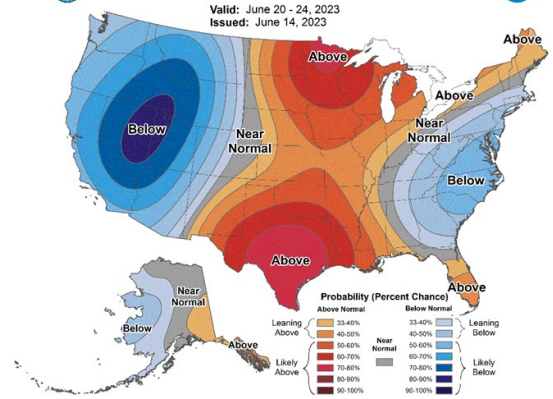 Valid: June 20 - 24, 2023
Issued: June 14, 2023
Above
Above
Above
Near
Normal
Near
Normal
Below
Below
Above
Above
Near
Normal
Below
Above
Probability (Percent Chance)
Above Normal
Below Normal
Leaning
Above
33-40%
40-50%
Likely
Above
50-60%
60-70%
70-80%
80-90%
90-100%
Near
Normal
33-40%
40-50%
Leaning
Below
50-60%
60-70%
70-80%
80-90%
90-100%
Likely
Below